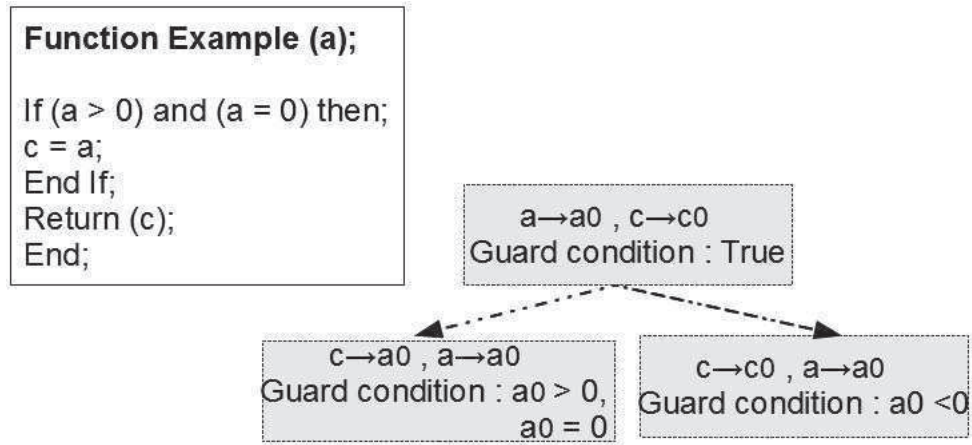 Function Example (a);
If (a > 0) and (a = 0) then;
c = a;
End If;
Return (c);
End;
a→a0 , c→c0
Guard condition : True
c→a0 , a→a0
Guard condition : a0 > 0,
a0 = 0
c→c0 , a→a0
Guard condition : a0 <0